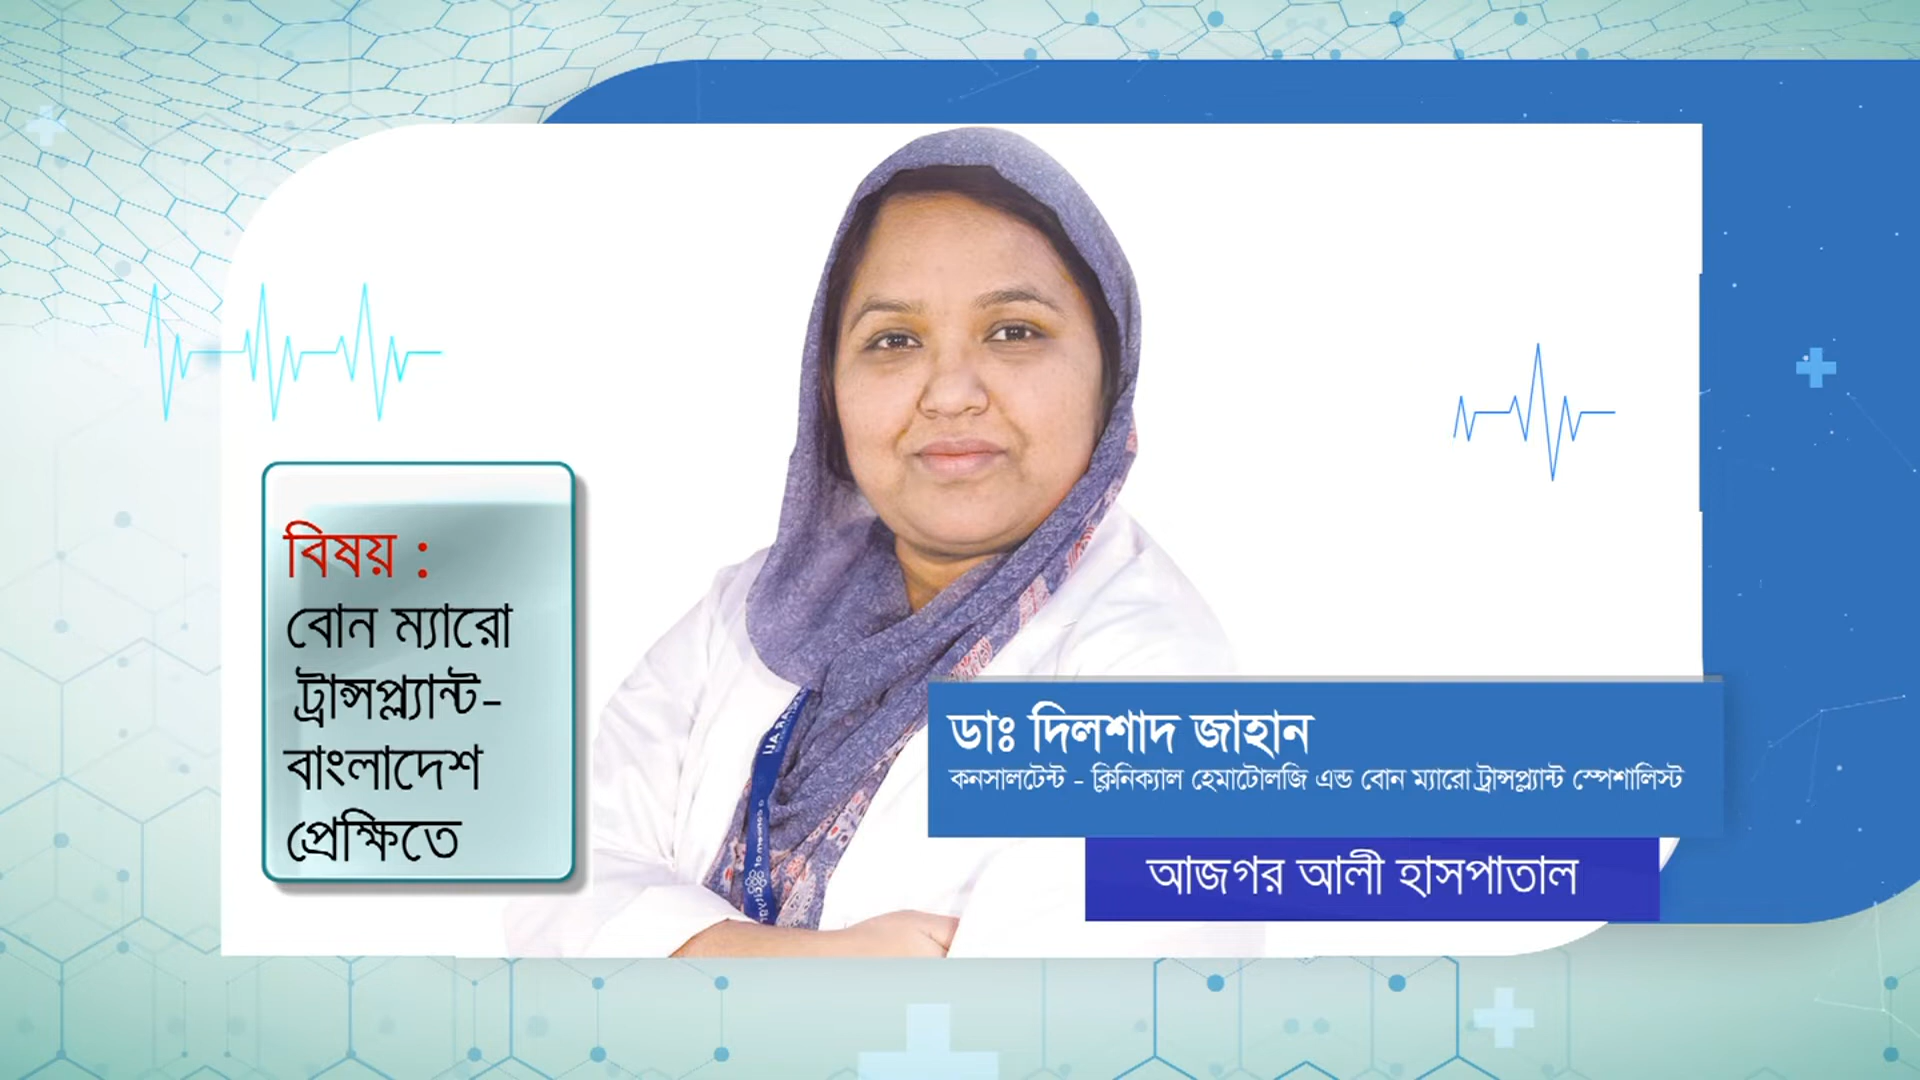 বিষয় :
বোন ম্যারো
ট্রান্সপ্ল্যান্ট-
বাংলাদেশ
প্রেক্ষিতে
ডাঃ দিলশাদ জাহান
কনসালটেন্ট - ক্লিনিক্যাল হেমাটোলজি এন্ড বোন ম্যারো ট্রান্সপ্ল্যান্ট স্পেশালিস্ট
আজগর আলী হাসপাতাল